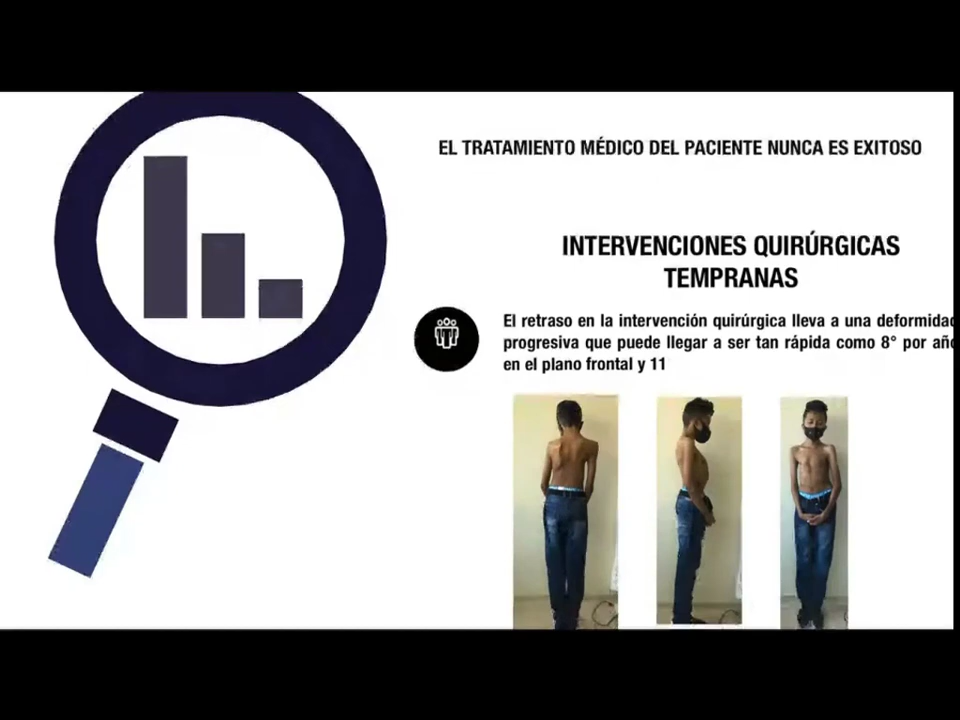 EL TRATAMIENTO MÉDICO DEL PACIENTE NUNCA ES EXITOSO
INTERVENCIONES QUIRÚRGICAS
TEMPRANAS
El retraso en la intervención quirúrgica lleva a una deformidad
progresiva que puede llegar a ser tan rápida como 8° por año
en el plano frontal y 11